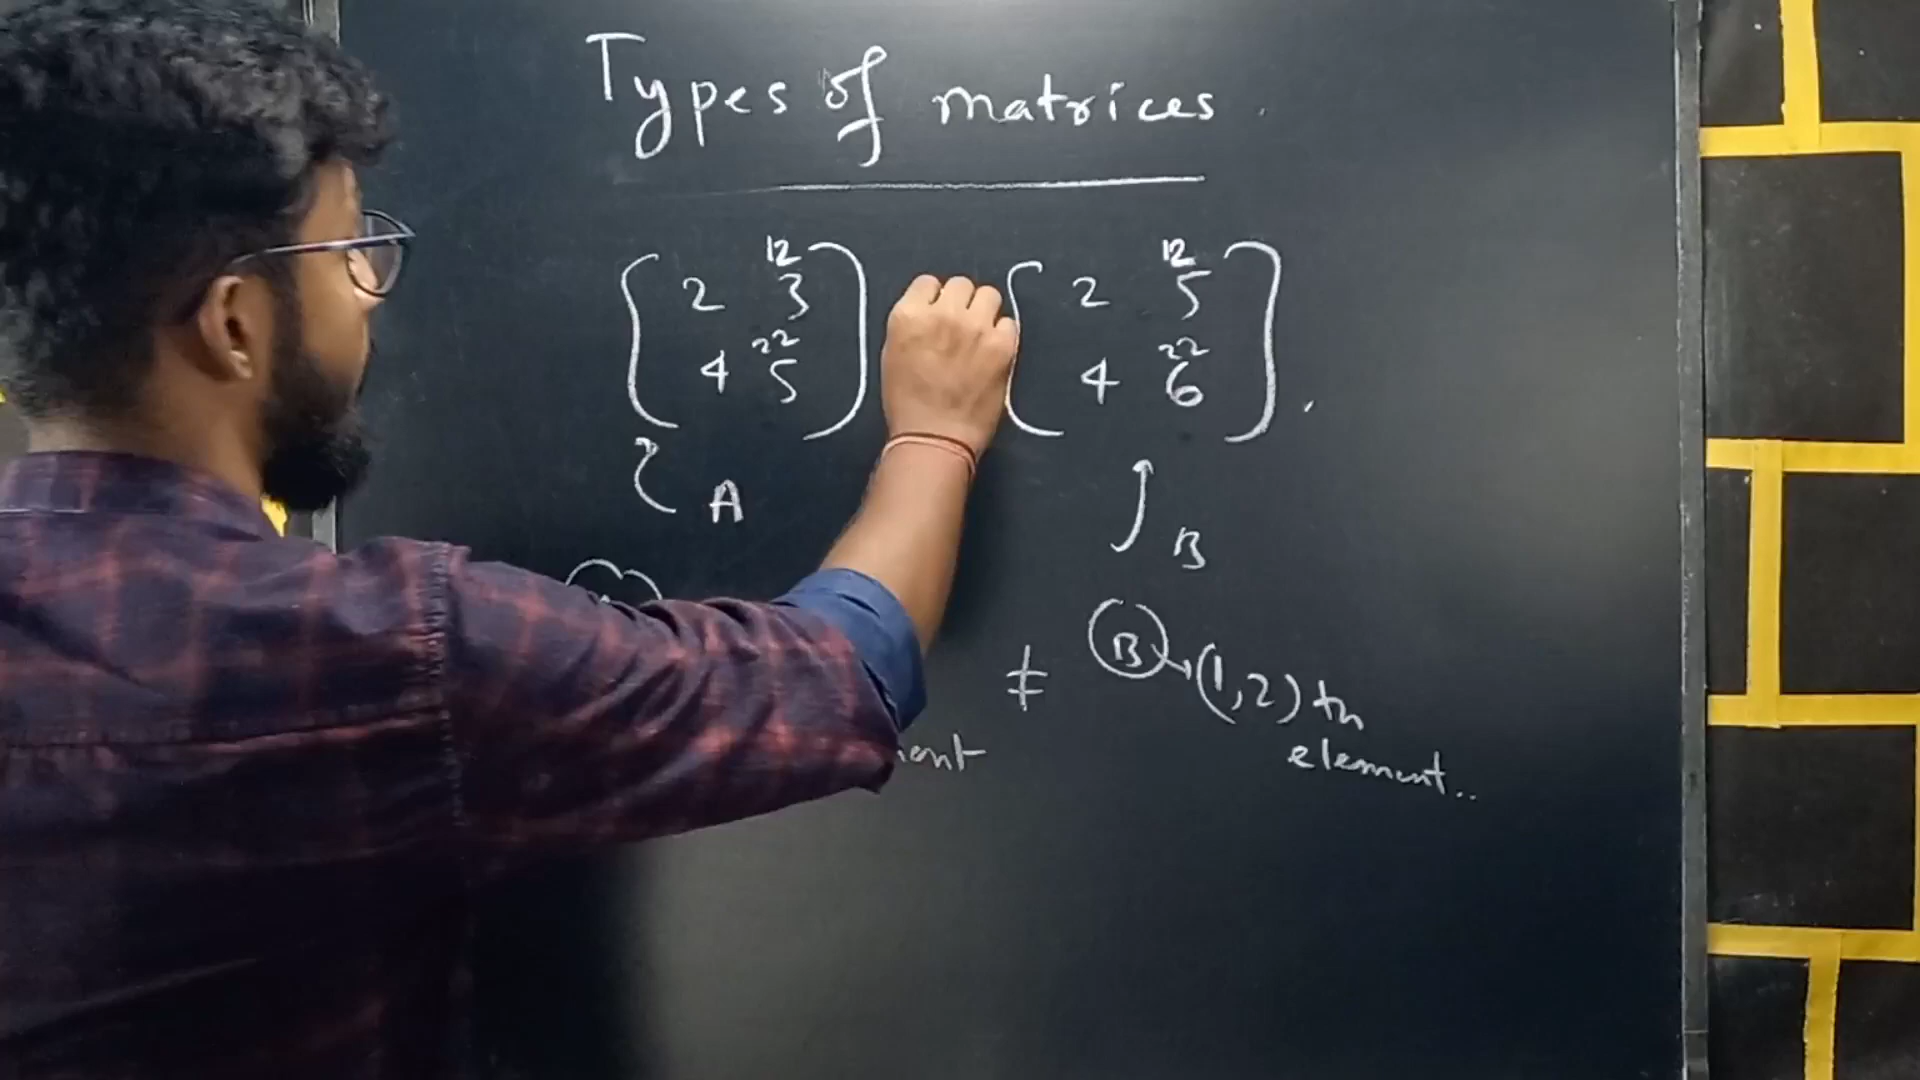 Types of matrices.
12 12
2 3 2 5
22 22
4 5 4 6
A B
≠ B → (1,2) th
element..